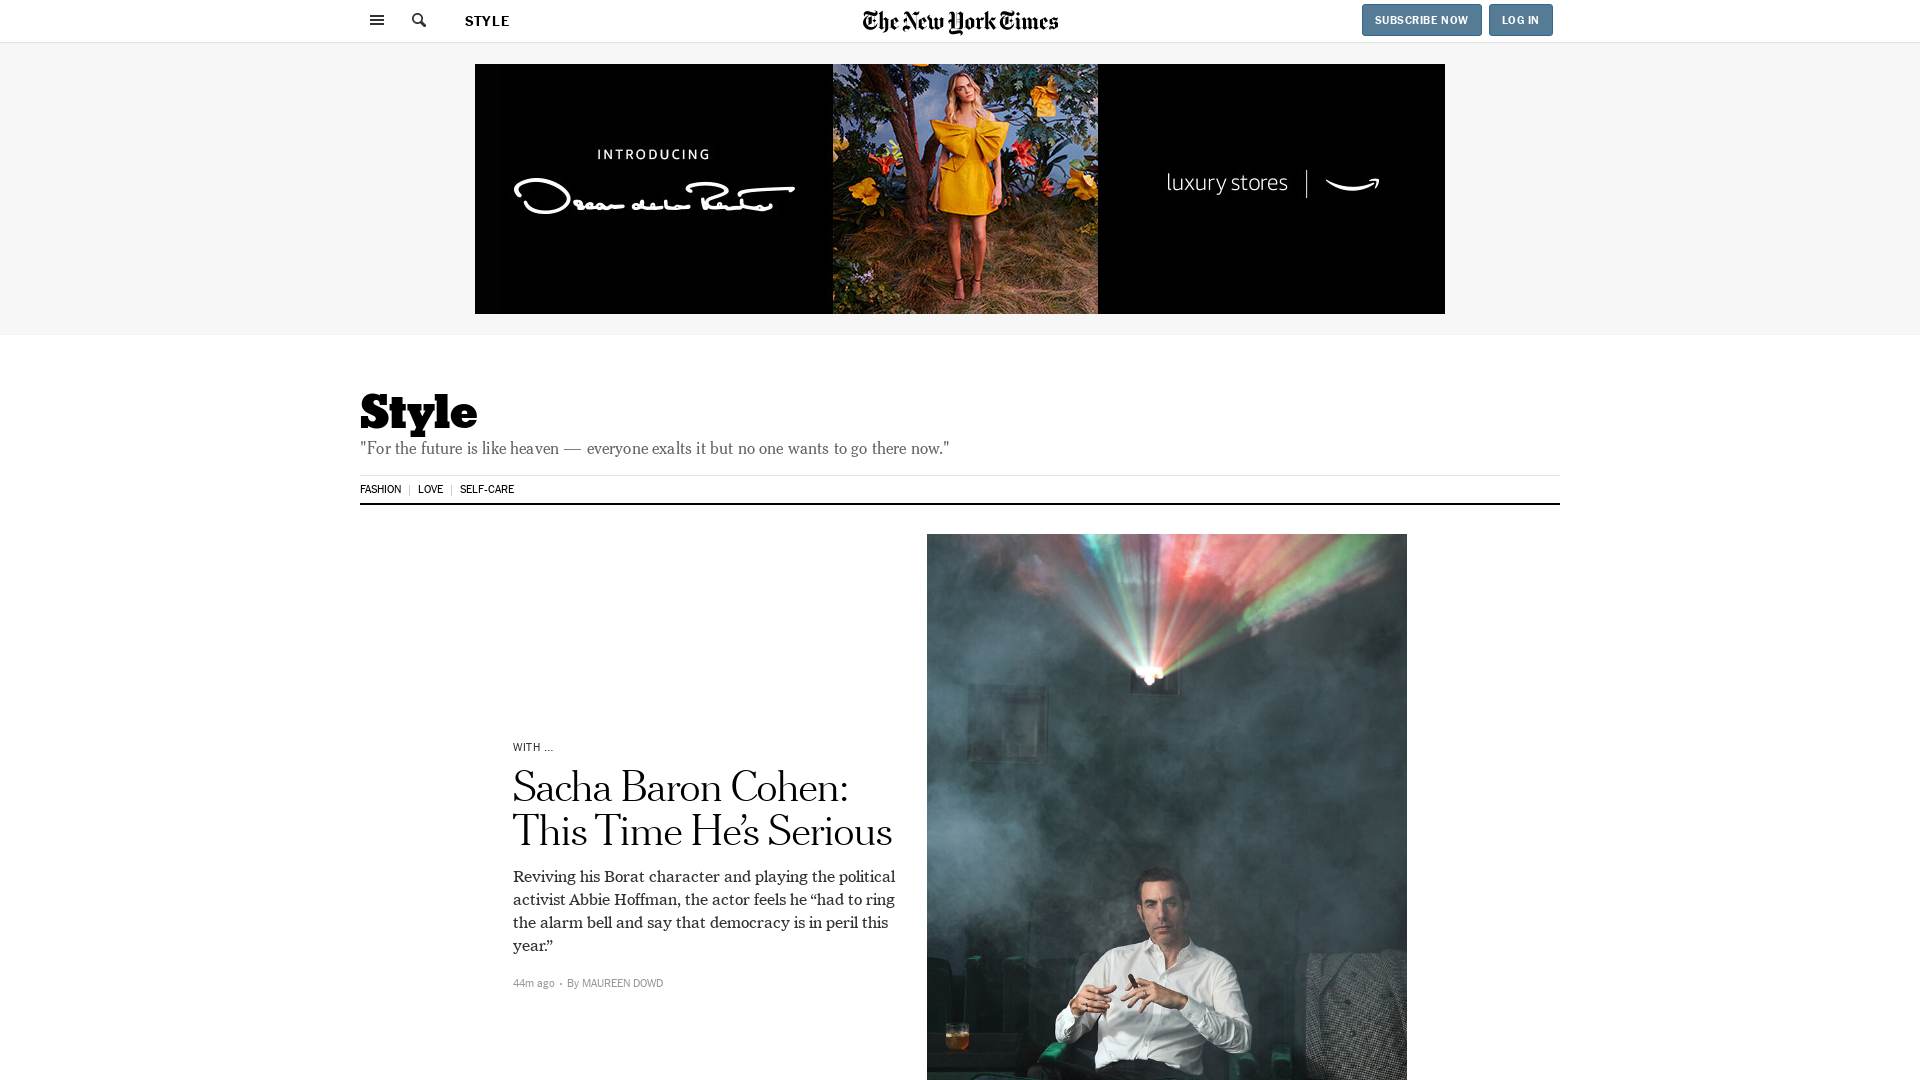 STYLE
The New York Times
SUBSCRIBE NOW
LOG IN
INTRODUCING
Oscar de la Renta
luxury stores
Style
"For the future is like heaven — everyone exalts it but no one wants to go there now."
FASHION | LOVE | SELF-CARE
WITH ...
Sacha Baron Cohen:
This Time He’s Serious
Reviving his Borat character and playing the political
activist Abbie Hoffman, the actor feels he “had to ring
the alarm bell and say that democracy is in peril this
year.”
44m ago • By MAUREEN DOWD